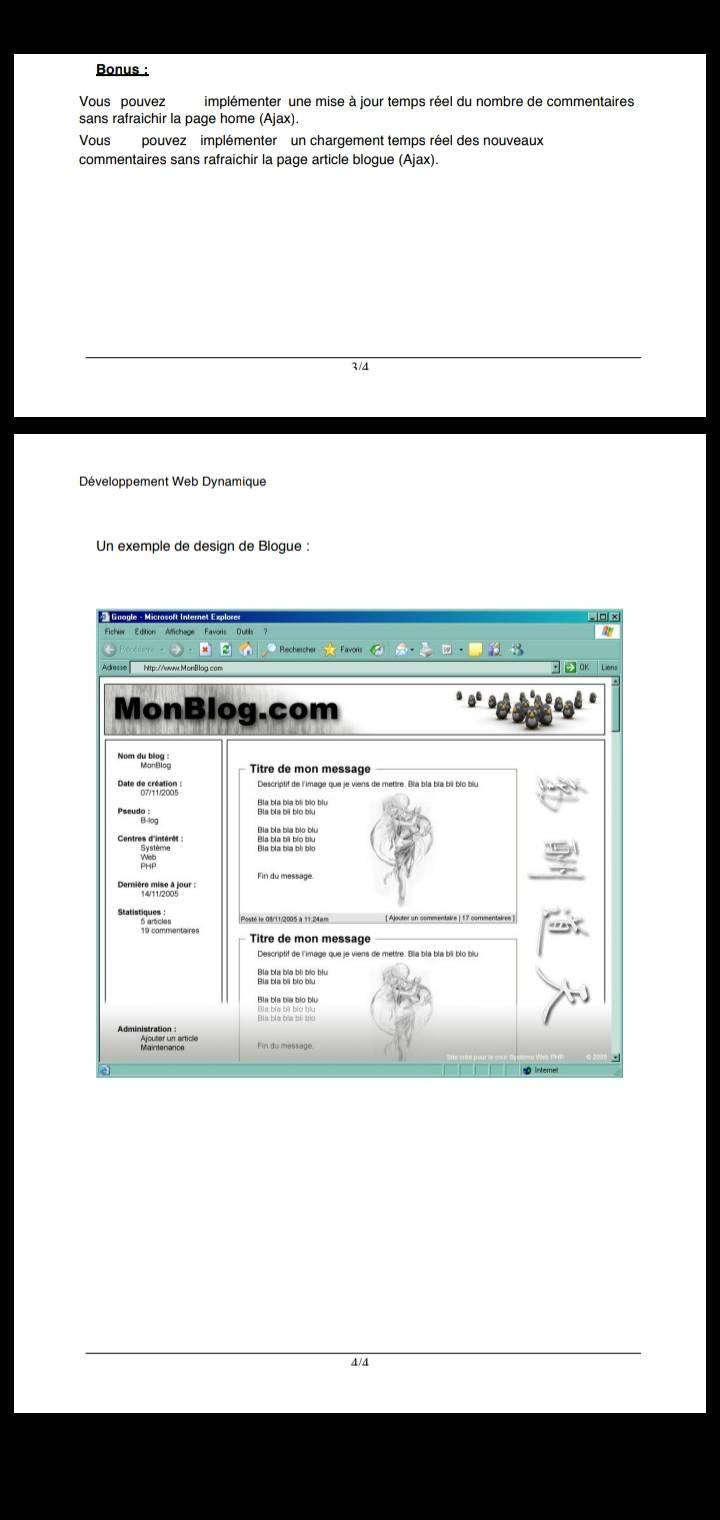 Bonus :
Vous pouvez implémenter une mise à jour temps réel du nombre de commentaires
sans rafraichir la page home (Ajax).
Vous pouvez implémenter un chargement temps réel des nouveaux
commentaires sans rafraichir la page article blogue (Ajax).
3/4
Développement Web Dynamique
Un exemple de design de Blogue :
Google - Microsoft Internet Explorer
Fichier Edition Affichage Favoris Outils ?
Rechercher Favoris
Adresse http://www.MonBlog.com OK Liens
MonBlog.com
Nom du blog :
MonBlog
Date de création :
07/11/2005
Pseudo :
B-log
Centres d'intérêt :
Système
Web
PHP
Dernière mise à jour :
14/11/2005
Statistiques :
5 articles
19 commentaires
Administration :
Ajouter un article
Maintenance
Titre de mon message
Descriptif de l'image que je viens de mettre. Bla bla bla bli blo blu
Bla bla bla bli blo blu
Bla bla bli blo blu
Bla bla bla blo blu
Bla bla bli blo blu
Bla bla bla bli blo
Fin du message.
Posté le 08/11/2005 à 11:24am [ Ajouter un commentaire | 17 commentaires ]
Titre de mon message
Descriptif de l'image que je viens de mettre. Bla bla bla bli blo blu
Bla bla bla bli blo blu
Bla bla bli blo blu
Bla bla bla blo blu
Bla bla bli blo blu
Bla bla bla bli blo
Fin du message.
Site créé pour le cour Système Web PHP © 2005
Internet
4/4